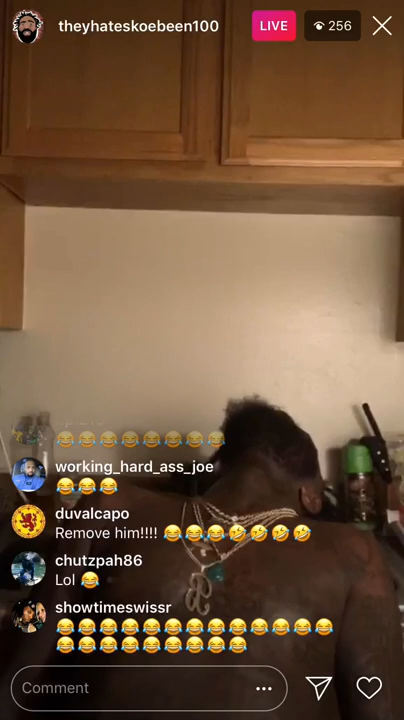 theyhateskoebeen100 LIVE 256
😂😂😂😂😂😂😂😂
working_hard_ass_joe
😂😂😂
duvalcapo
Remove him!!!! 😂😂😂🤣🤣🤣🤣
chutzpah86
Lol 😂
showtimeswissr
😂😂😂😂😂😂😂😂😂😂😂😂😂
😂😂😂😂😂😂😂😂😂
Comment ...